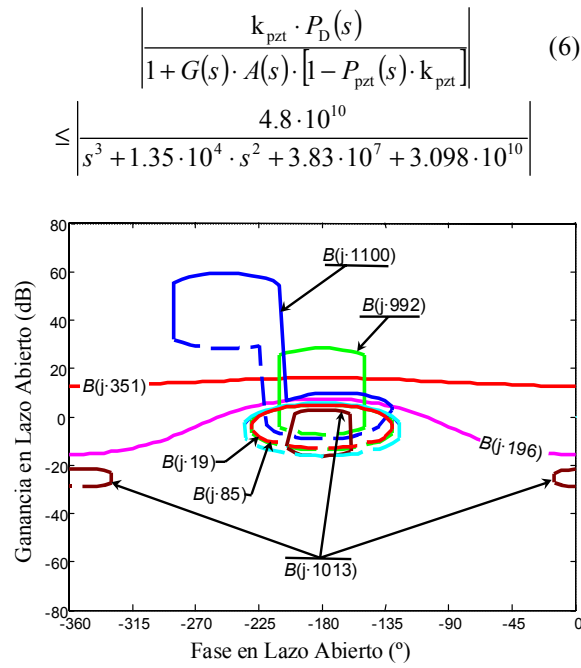 |k_pzt · P_D(s) / (1 + G(s) · A(s) · [1 − P_pzt(s) · k_pzt])| (6)
≤ |4.8 · 10^10 / (s^3 + 1.35 · 10^4 · s^2 + 3.83 · 10^7 + 3.098 · 10^10)|
80
60
40
20
0
-20
-40
-60
-80
Ganancia en Lazo Abierto (dB)
B(j·1100)
B(j·992)
B(j·351)
B(j·196)
B(j·19)
B(j·85)
B(j·1013)
-360 -315 -270 -225 -180 -135 -90 -45 0
Fase en Lazo Abierto (º)